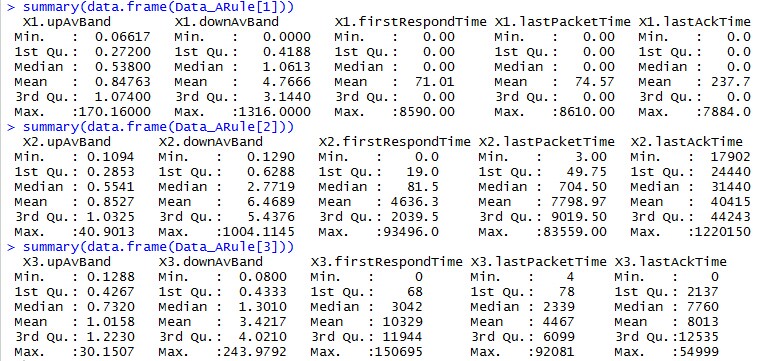 > summary(data.frame(Data_ARule[1]))
X1.upAvBand X1.downAvBand X1.firstRespondTime X1.lastPacketTime X1.lastAckTime
Min. : 0.06617 Min. : 0.0000 Min. : 0.00 Min. : 0.00 Min. : 0.0
1st Qu.: 0.27200 1st Qu.: 0.4188 1st Qu.: 0.00 1st Qu.: 0.00 1st Qu.: 0.0
Median : 0.53800 Median : 1.0613 Median : 0.00 Median : 0.00 Median : 0.0
Mean : 0.84763 Mean : 4.7666 Mean : 71.01 Mean : 74.57 Mean : 237.7
3rd Qu.: 1.07400 3rd Qu.: 3.1440 3rd Qu.: 0.00 3rd Qu.: 0.00 3rd Qu.: 0.0
Max. :170.16000 Max. :1316.0000 Max. :8590.00 Max. :8610.00 Max. :7884.0
> summary(data.frame(Data_ARule[2]))
X2.upAvBand X2.downAvBand X2.firstRespondTime X2.lastPacketTime X2.lastAckTime
Min. : 0.1094 Min. : 0.1290 Min. : 0.0 Min. : 3.00 Min. : 17902
1st Qu.: 0.2853 1st Qu.: 0.6288 1st Qu.: 19.0 1st Qu.: 49.75 1st Qu.: 24440
Median : 0.5541 Median : 2.7719 Median : 81.5 Median : 704.50 Median : 31440
Mean : 0.8527 Mean : 6.4689 Mean : 4636.3 Mean : 7798.97 Mean : 40415
3rd Qu.: 1.0325 3rd Qu.: 5.4376 3rd Qu.: 2039.5 3rd Qu.: 9019.50 3rd Qu.: 44243
Max. :40.9013 Max. :1004.1145 Max. :93496.0 Max. :83559.00 Max. :1220150
> summary(data.frame(Data_ARule[3]))
X3.upAvBand X3.downAvBand X3.firstRespondTime X3.lastPacketTime X3.lastAckTime
Min. : 0.1288 Min. : 0.0800 Min. : 0 Min. : 4 Min. : 0
1st Qu.: 0.4267 1st Qu.: 0.4333 1st Qu.: 68 1st Qu.: 78 1st Qu.: 2137
Median : 0.7320 Median : 1.3010 Median : 3042 Median : 2339 Median : 7760
Mean : 1.0158 Mean : 3.4217 Mean : 10329 Mean : 4467 Mean : 8013
3rd Qu.: 1.2230 3rd Qu.: 4.0210 3rd Qu.: 11944 3rd Qu.: 6099 3rd Qu.:12535
Max. :30.1507 Max. :243.9792 Max. :150695 Max. :92081 Max. :54999